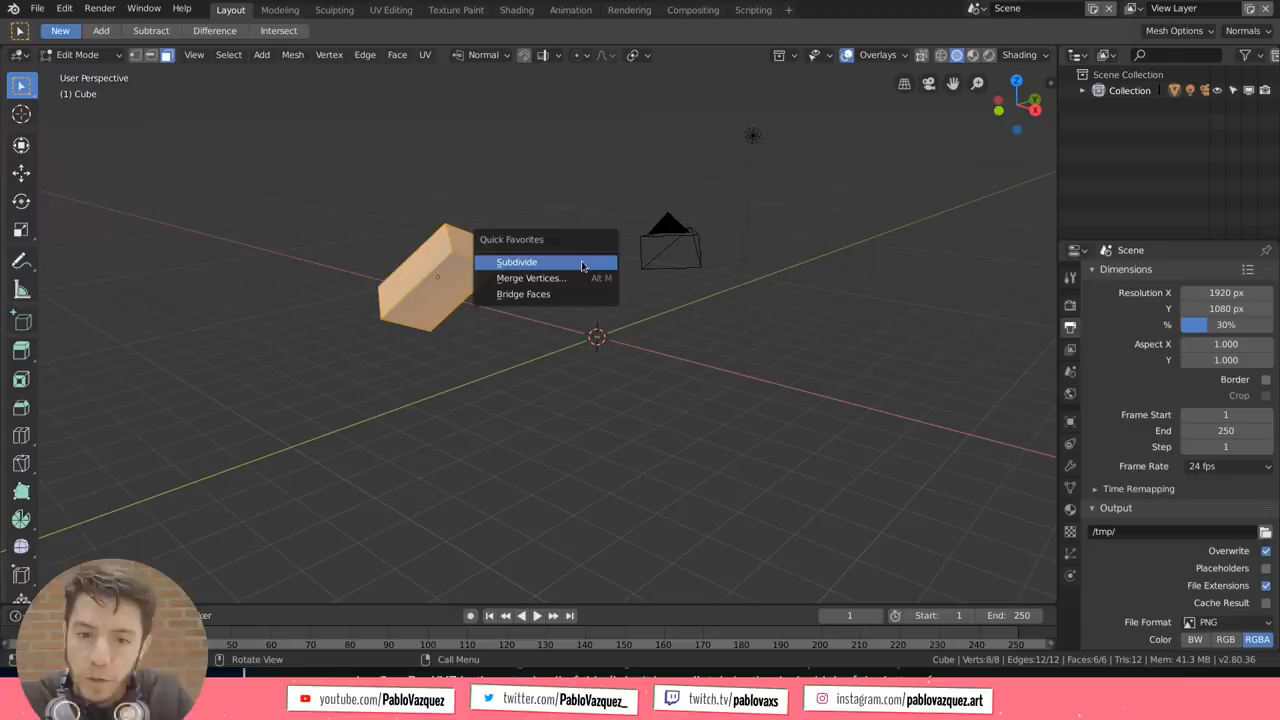 File Edit Render Window Help Layout Modeling Sculpting UV Editing Texture Paint Shading Animation Rendering Compositing Scripting + Scene View Layer
New Add Subtract Difference Intersect Mesh Options Normals
Edit Mode View Select Add Mesh Vertex Edge Face UV Normal Overlays Shading
User Perspective
(1) Cube
Scene Collection
Collection
Z
Y
X
Quick Favorites
Subdivide
Merge Vertices... Alt M
Bridge Faces
Scene
Dimensions
Resolution X 1920 px
Y 1080 px
% 30%
Aspect X 1.000
Y 1.000
Border
Crop
Frame Start 1
End 250
Step 1
Frame Rate 24 fps
Time Remapping
Output
/tmp/
Overwrite
Placeholders
File Extensions
Cache Result
File Format PNG
Color BW RGB RGBA
1 Start: 1 End: 250
50 60 70 80 90 100 110 120 130 140 150 160 170 180 190 200 210 220 230 240 250
Rotate View Call Menu Cube | Verts:8/8 | Edges:12/12 | Faces:6/6 | Tris:12 | Mem: 41.3 MB | v2.80.36
youtube.com/PabloVazquez twitter.com/PabloVazquez_ twitch.tv/pablovaxs instagram.com/pablovazquez.art